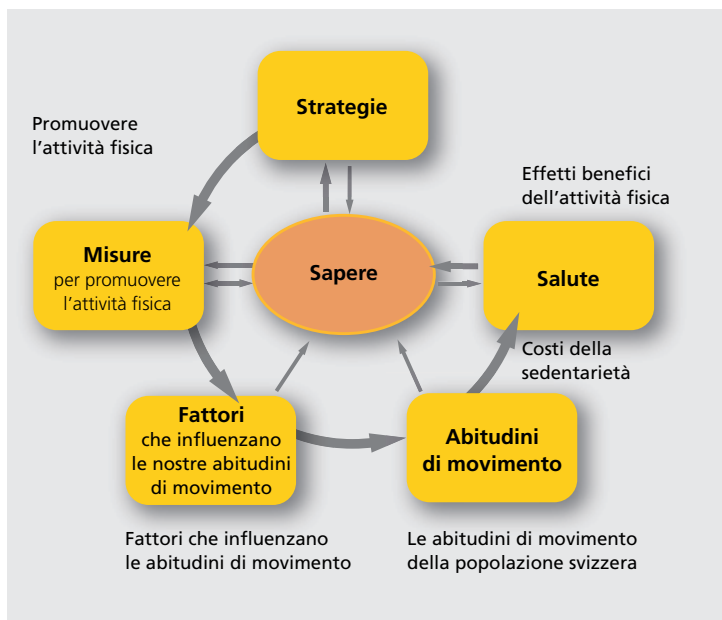 Strategie
Promuovere
l'attività fisica
Effetti benefici
dell'attività fisica
Misure
per promuovere
l'attività fisica
Sapere
Salute
Costi della
sedentarietà
Fattori
che influenzano
le nostre abitudini
di movimento
Abitudini
di movimento
Fattori che influenzano
le abitudini di movimento
Le abitudini di movimento
della popolazione svizzera